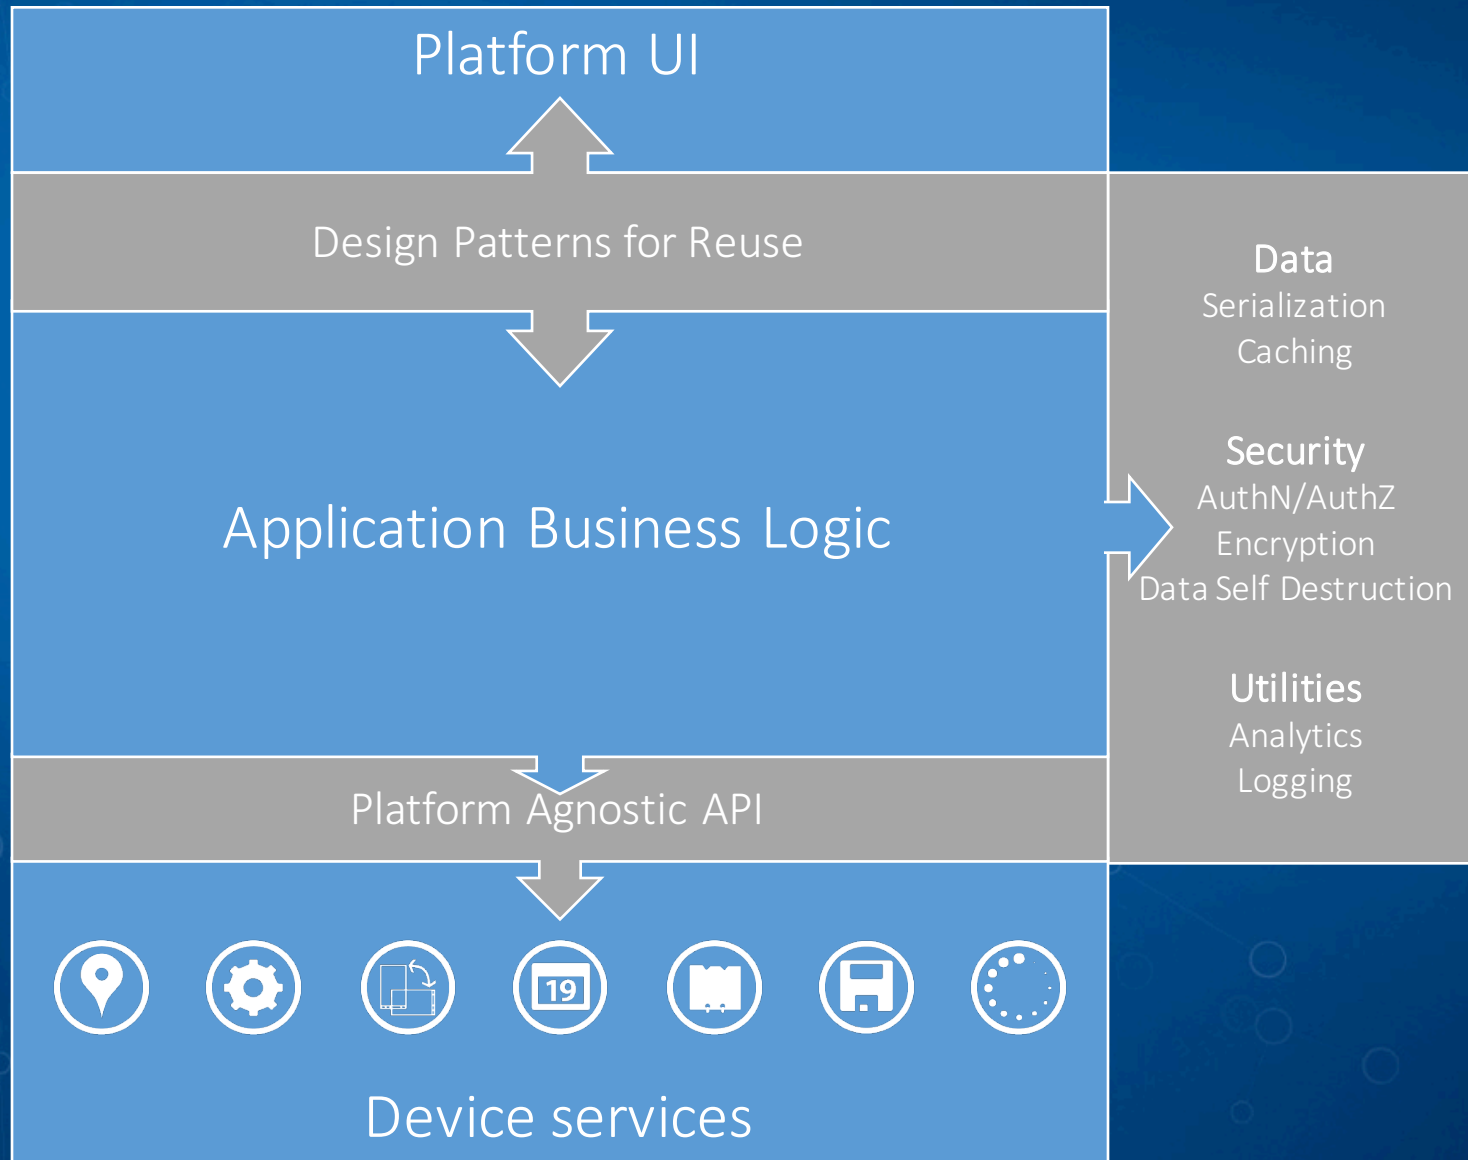 Platform UI
Design Patterns for Reuse
Application Business Logic
Platform Agnostic API
19
Device services
Data
Serialization
Caching
Security
AuthN/AuthZ
Encryption
Data Self Destruction
Utilities
Analytics
Logging